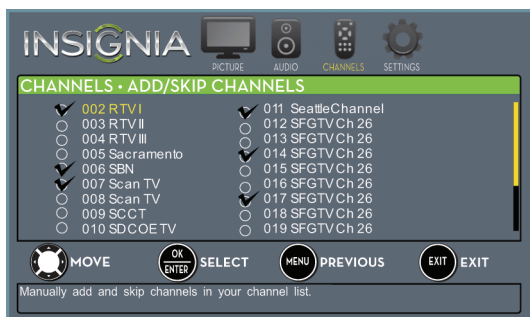 INSIGNIA
PICTURE
AUDIO
CHANNELS
SETTINGS
CHANNELS • ADD/SKIP CHANNELS
002 RTV I
003 RTV II
004 RTV III
005 Sacramento
006 SBN
007 Scan TV
008 Scan TV
009 SCCT
010 SDCOE TV
011 SeattleChannel
012 SFGTV Ch 26
013 SFGTV Ch 26
014 SFGTV Ch 26
015 SFGTV Ch 26
016 SFGTV Ch 26
017 SFGTV Ch 26
018 SFGTV Ch 26
019 SFGTV Ch 26
MOVE
OK
ENTER
SELECT
MENU
PREVIOUS
EXIT
EXIT
Manually add and skip channels in your channel list.